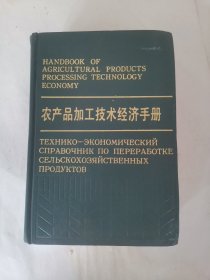 HANDBOOK OF
AGRICULTURAL PRODUCTS
PROCESSING TECHNOLOGY
ECONOMY
农产品加工技术经济手册
ТЕХНИКО-ЭКОНОМИЧЕСКИЙ
СПРАВОЧНИК ПО ПЕРЕРАБОТКЕ
СЕЛЬСКОХОЗЯЙСТВЕННЫХ
ПРОДУКТОВ